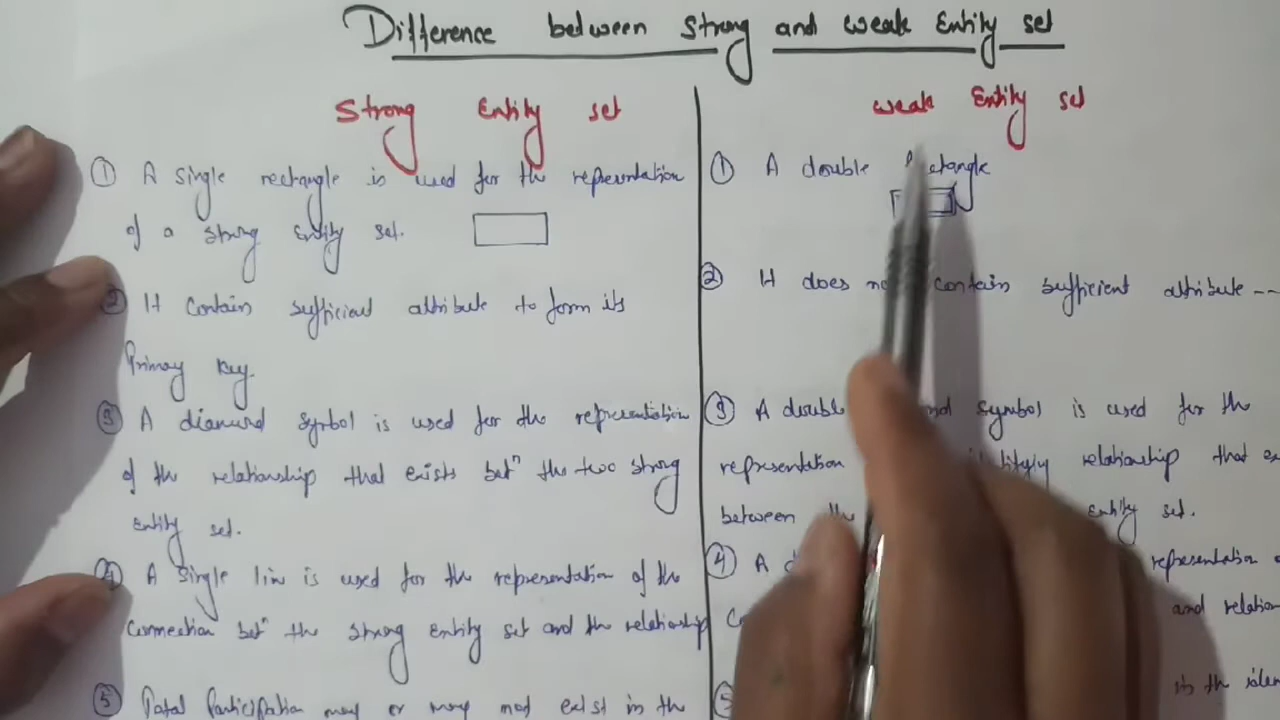 Difference between Strong and weak Entity set
Strong Entity set
① A single rectangle is used for the represntation
of a strong Entity set.
② It contain sufficient attribute to form its
Primary key.
③ A diamond symbol is used for the representation
of the relationship that exists betⁿ the two strong
Entity set.
④ A single line is used for the representation of the
Connection betⁿ the strong Entity set and the relationship
⑤ Total Participation may or may not exist in the
weak Entity set
① A double Rectangle
② It does not contain sufficient attribute --
③ A double symbol is used for the
representation relationship that
between the Entity set.
④ A representation
and
⑤ is the